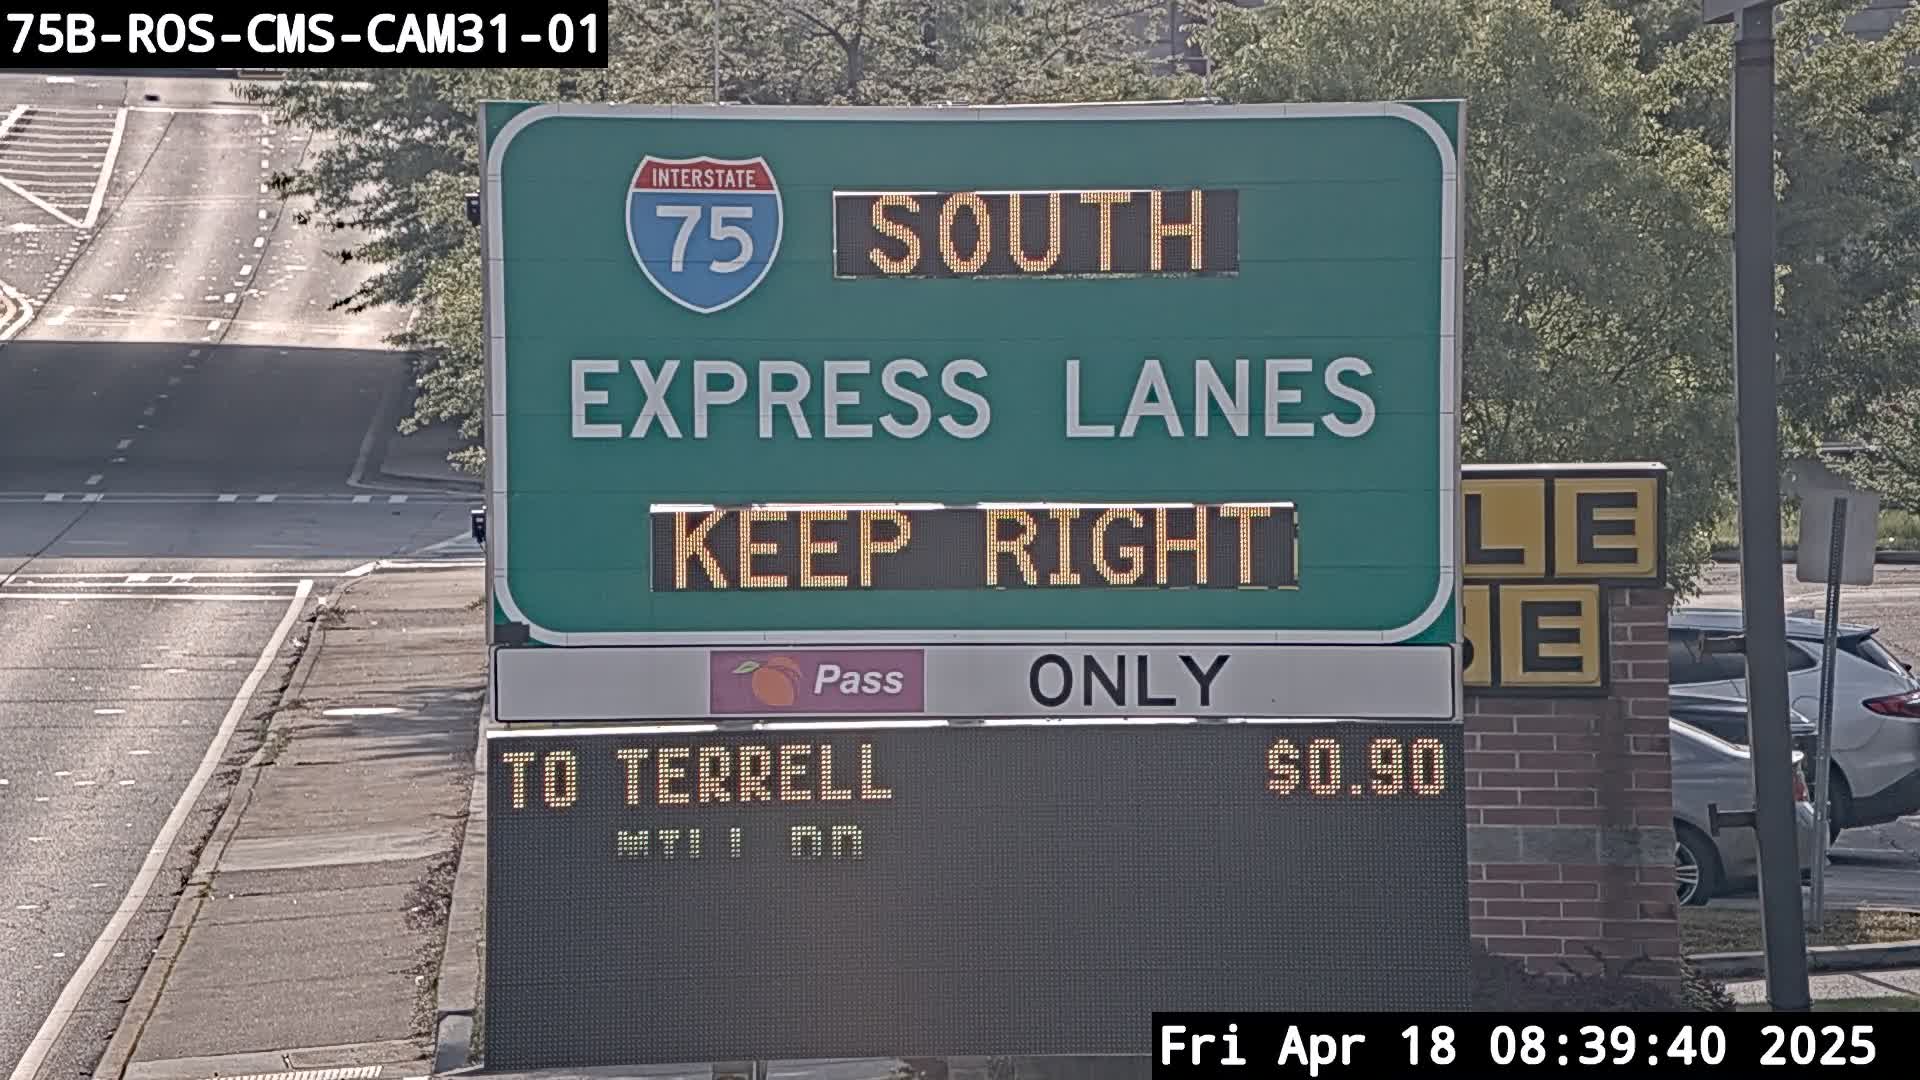 75B-ROS-CMS-CAM31-01
INTERSTATE
75
SOUTH
EXPRESS LANES
KEEP RIGHT
LE
E
Pass ONLY
TO TERRELL $0.90
Fri Apr 18 08:39:40 2025